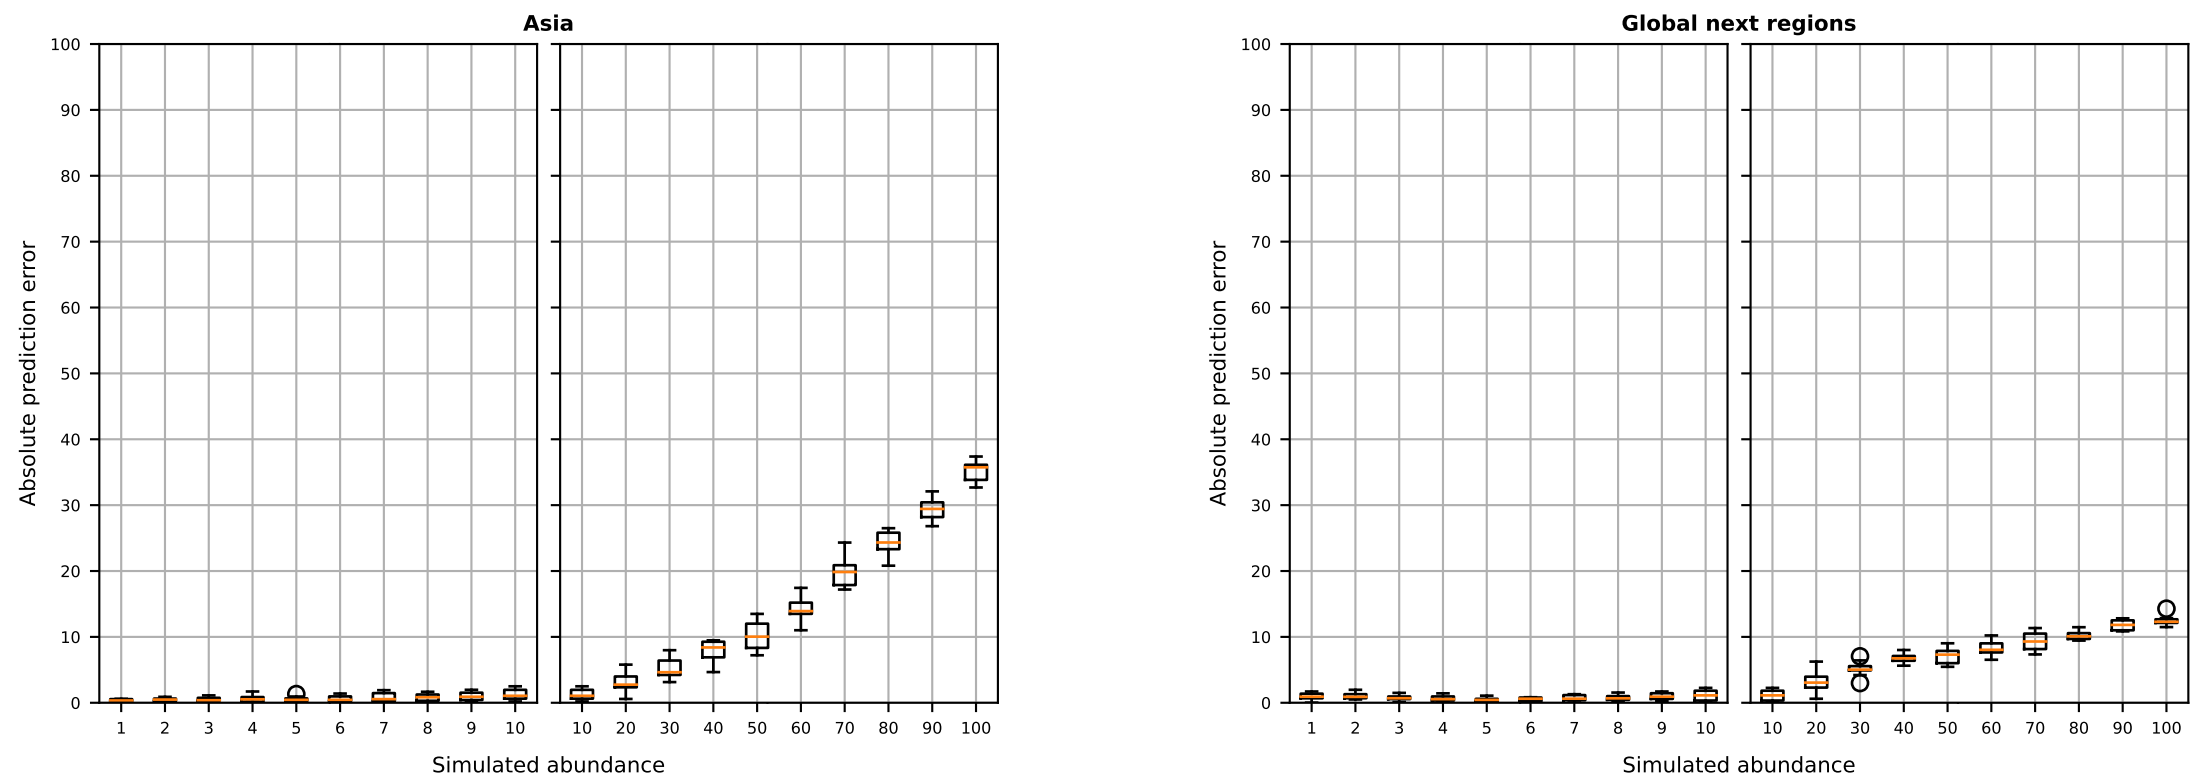 Asia
100
90
80
70
60
50
40
30
20
10
0
Absolute prediction error
1 2 3 4 5 6 7 8 9 10
10 20 30 40 50 60 70 80 90 100
Simulated abundance
Global next regions
100
90
80
70
60
50
40
30
20
10
0
Absolute prediction error
1 2 3 4 5 6 7 8 9 10
10 20 30 40 50 60 70 80 90 100
Simulated abundance